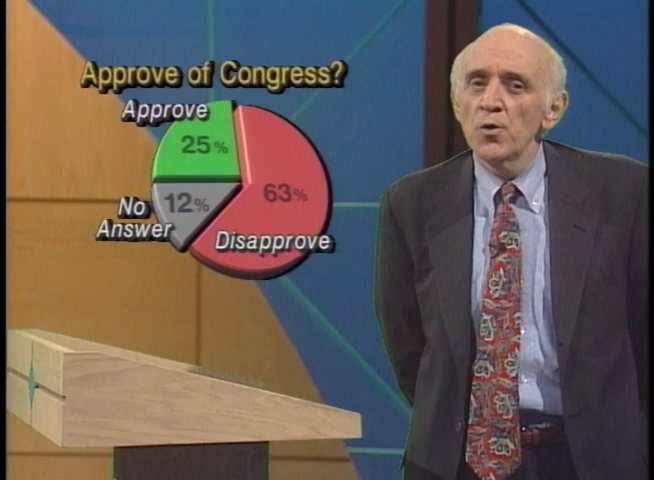 Approve of Congress?
Approve
25%
No
Answer
12%
63%
Disapprove